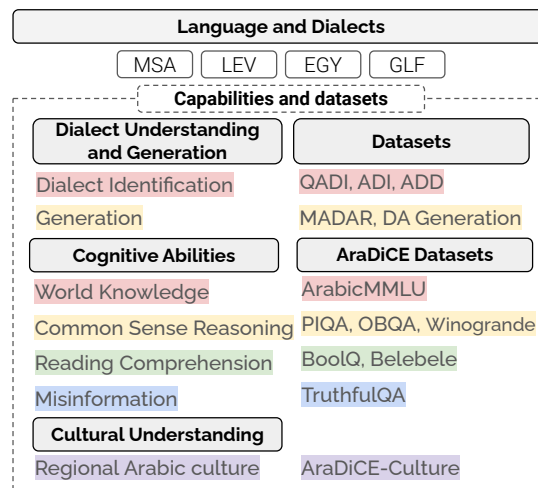 Language and Dialects
MSA LEV EGY GLF
Capabilities and datasets
Dialect Understanding and Generation
Datasets
Dialect Identification QADI, ADI, ADD
Generation MADAR, DA Generation
Cognitive Abilities AraDiCE Datasets
World Knowledge ArabicMMLU
Common Sense Reasoning PIQA, OBQA, Winogrande
Reading Comprehension BoolQ, Belebele
Misinformation TruthfulQA
Cultural Understanding
Regional Arabic culture AraDiCE-Culture